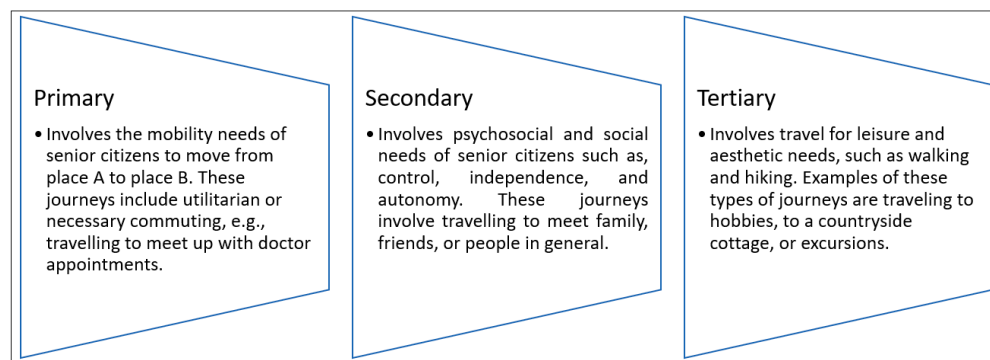 Primary
• Involves the mobility needs of
senior citizens to move from
place A to place B. These
journeys include utilitarian or
necessary commuting, e.g.,
travelling to meet up with doctor
appointments.
Secondary
• Involves psychosocial and social
needs of senior citizens such as,
control, independence, and
autonomy. These journeys
involve travelling to meet family,
friends, or people in general.
Tertiary
• Involves travel for leisure and
aesthetic needs, such as walking
and hiking. Examples of these
types of journeys are traveling to
hobbies, to a countryside
cottage, or excursions.